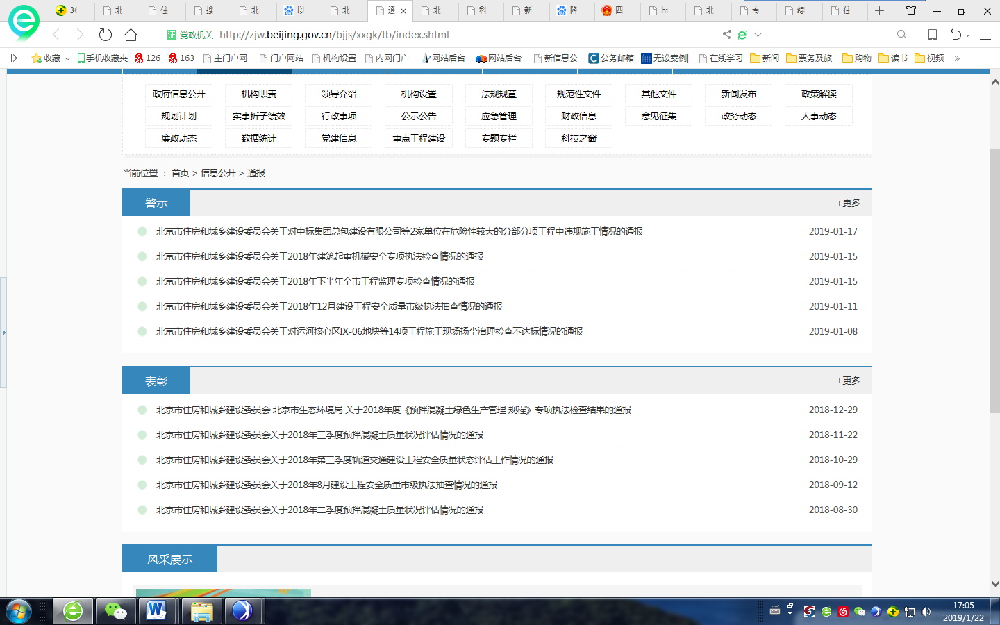 北
住
搜
北
以
北
通
北
科
新
降
四
北
专
绿
住
党政机关 http://zjw.beijing.gov.cn/bjjs/xxgk/tb/index.shtml
收藏 手机收藏夹 126 163 主门户网 门户网站 机构设置 内网门户 网站后台 网站后台 新信息公 公务邮箱 无讼案例| 在线学习 新闻 票务及旅 购物 读书 视频 »
政府信息公开 机构职责 领导介绍 机构设置 法规规章 规范性文件 其他文件 新闻发布 政策解读
规划计划 实事折子绩效 行政事项 公示公告 应急管理 财政信息 意见征集 政务动态 人事动态
廉政动态 数据统计 党建信息 重点工程建设 专题专栏 科技之窗
当前位置 ： 首页 > 信息公开 > 通报
警示 +更多
北京市住房和城乡建设委员会关于对中标集团总包建设有限公司等2家单位在危险性较大的分部分项工程中违规施工情况的通报 2019-01-17
北京市住房和城乡建设委员会关于2018年建筑起重机械安全专项执法检查情况的通报 2019-01-15
北京市住房和城乡建设委员会关于2018年下半年全市工程监理专项检查情况的通报 2019-01-15
北京市住房和城乡建设委员会关于2018年12月建设工程安全质量市级执法抽查情况的通报 2019-01-11
北京市住房和城乡建设委员会关于对运河核心区IX-06地块等14项工程施工现场扬尘治理检查不达标情况的通报 2019-01-08
表彰 +更多
北京市住房和城乡建设委员会 北京市生态环境局 关于2018年度《预拌混凝土绿色生产管理 规程》专项执法检查结果的通报 2018-12-29
北京市住房和城乡建设委员会关于2018年三季度预拌混凝土质量状况评估情况的通报 2018-11-22
北京市住房和城乡建设委员会关于2018年第三季度轨道交通建设工程安全质量状态评估工作情况的通报 2018-10-29
北京市住房和城乡建设委员会关于2018年8月建设工程安全质量市级执法抽查情况的通报 2018-09-12
北京市住房和城乡建设委员会关于2018年二季度预拌混凝土质量状况评估情况的通报 2018-08-30
风采展示
17:05
2019/1/22